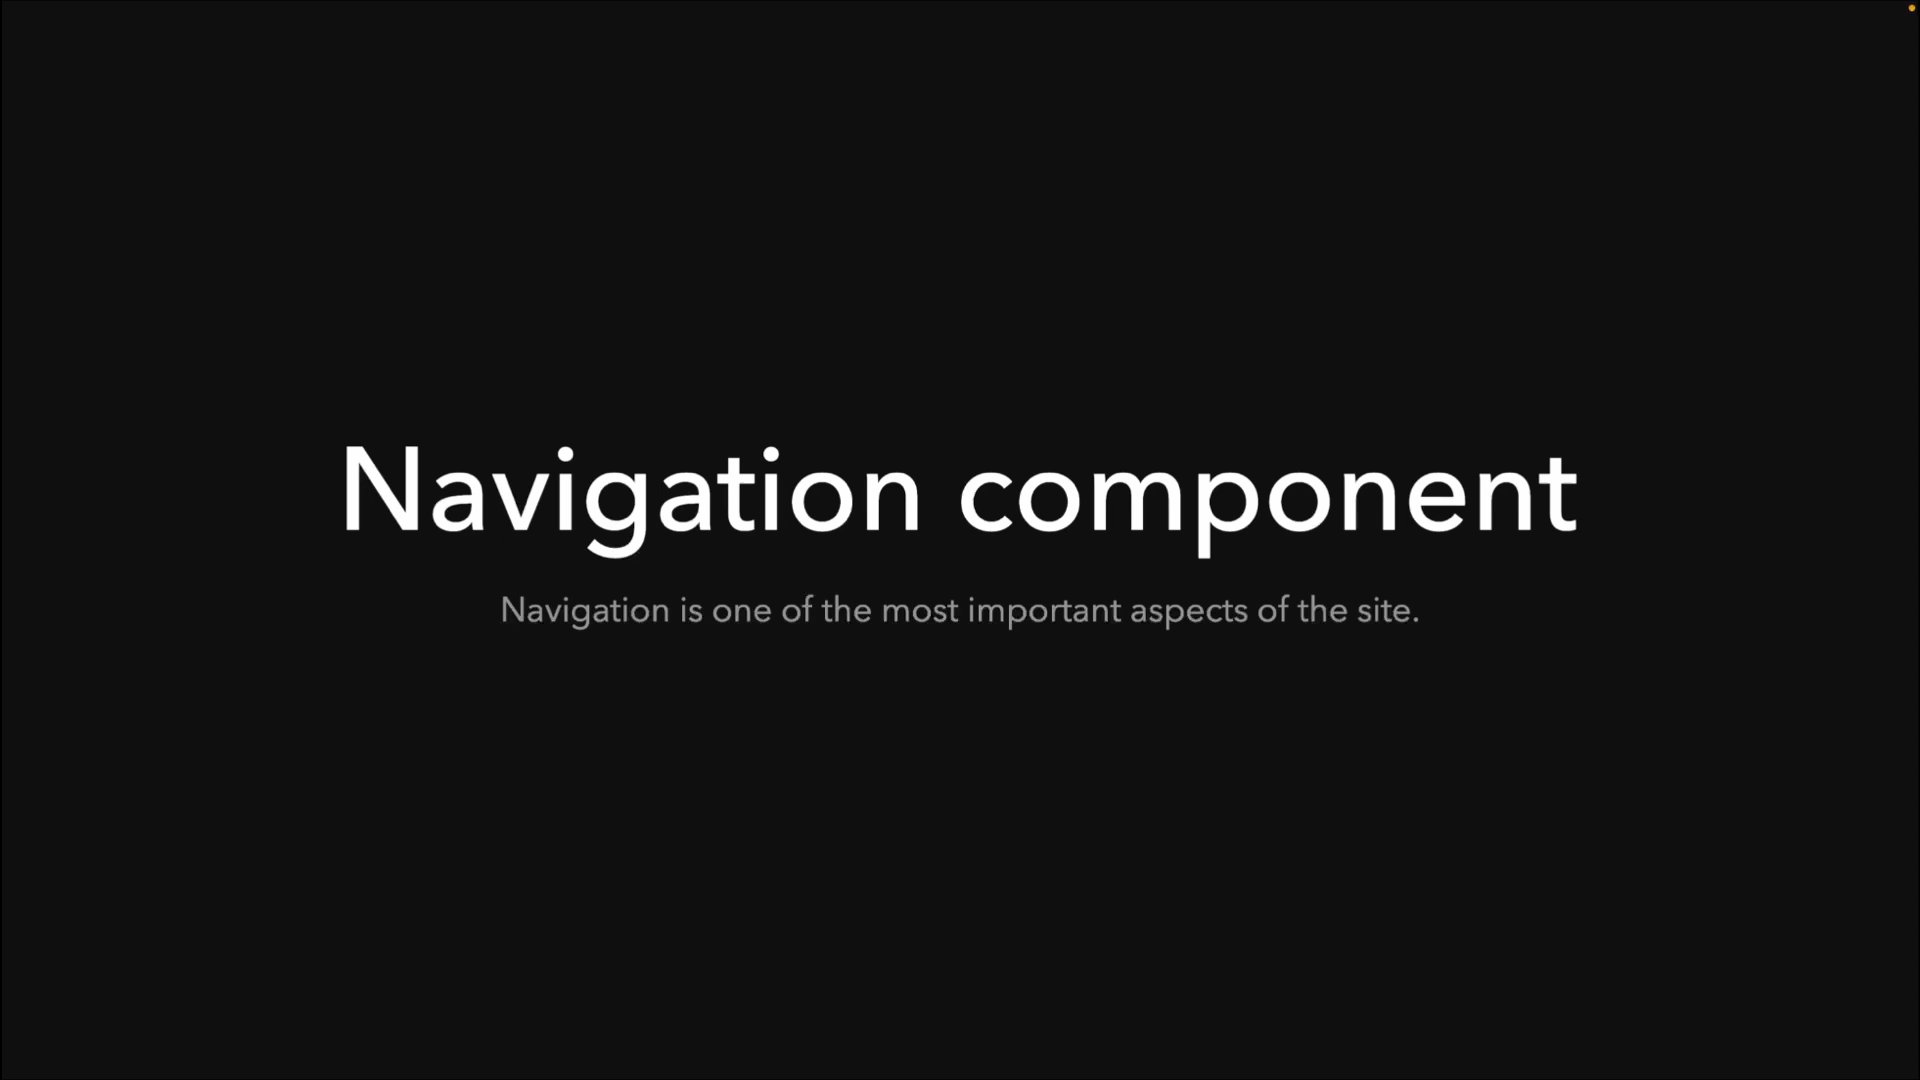 Navigation component
Navigation is one of the most important aspects of the site.